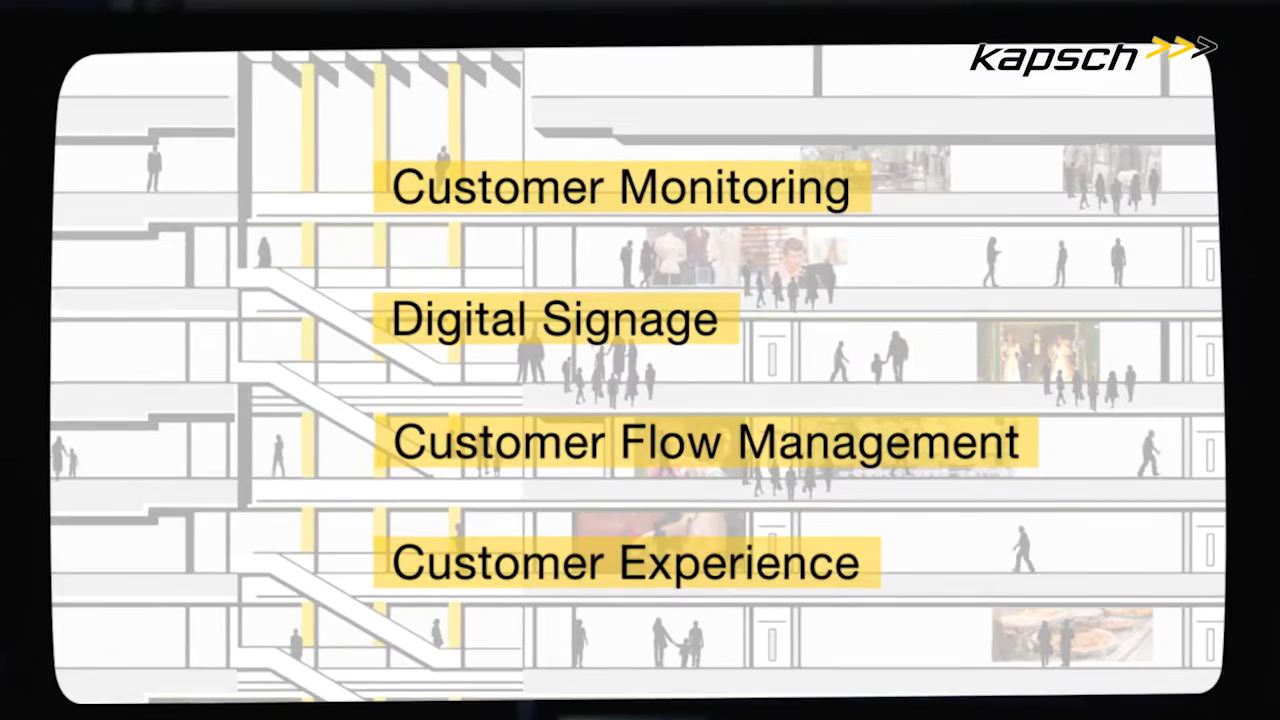 kapsch
Customer Monitoring
Digital Signage
Customer Flow Management
Customer Experience